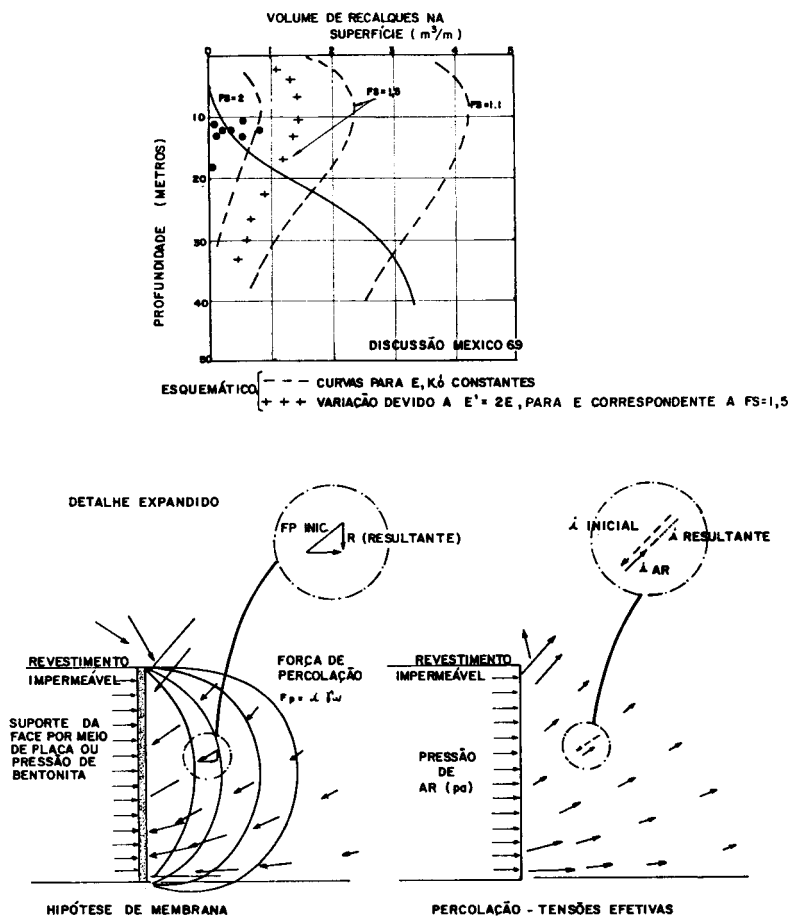 VOLUME DE RECALQUES NA
SUPERFÍCIE ( m³/m )
0 1 2 3 4 5
FS=2
FS=1,5
FS=1.1
10
20
30
40
50
PROFUNDIDADE (METROS)
DISCUSSÃO MEXICO 69
ESQUEMÁTICO
--- CURVAS PARA E, Kó CONSTANTES
+ + + VARIAÇÃO DEVIDO A E' = 2E, PARA E CORRESPONDENTE A FS=1,5
DETALHE EXPANDIDO
FP INIC.
R (RESULTANTE)
i INICIAL
i RESULTANTE
i AR
REVESTIMENTO
IMPERMEÁVEL
FORÇA DE
PERCOLAÇÃO
Fp = i γω
SUPORTE DA
FACE POR MEIO
DE PLACA OU
PRESSÃO DE
BENTONITA
REVESTIMENTO
IMPERMEÁVEL
PRESSÃO
DE
AR (pa)
HIPÓTESE DE MEMBRANA
PERCOLAÇÃO - TENSÕES EFETIVAS